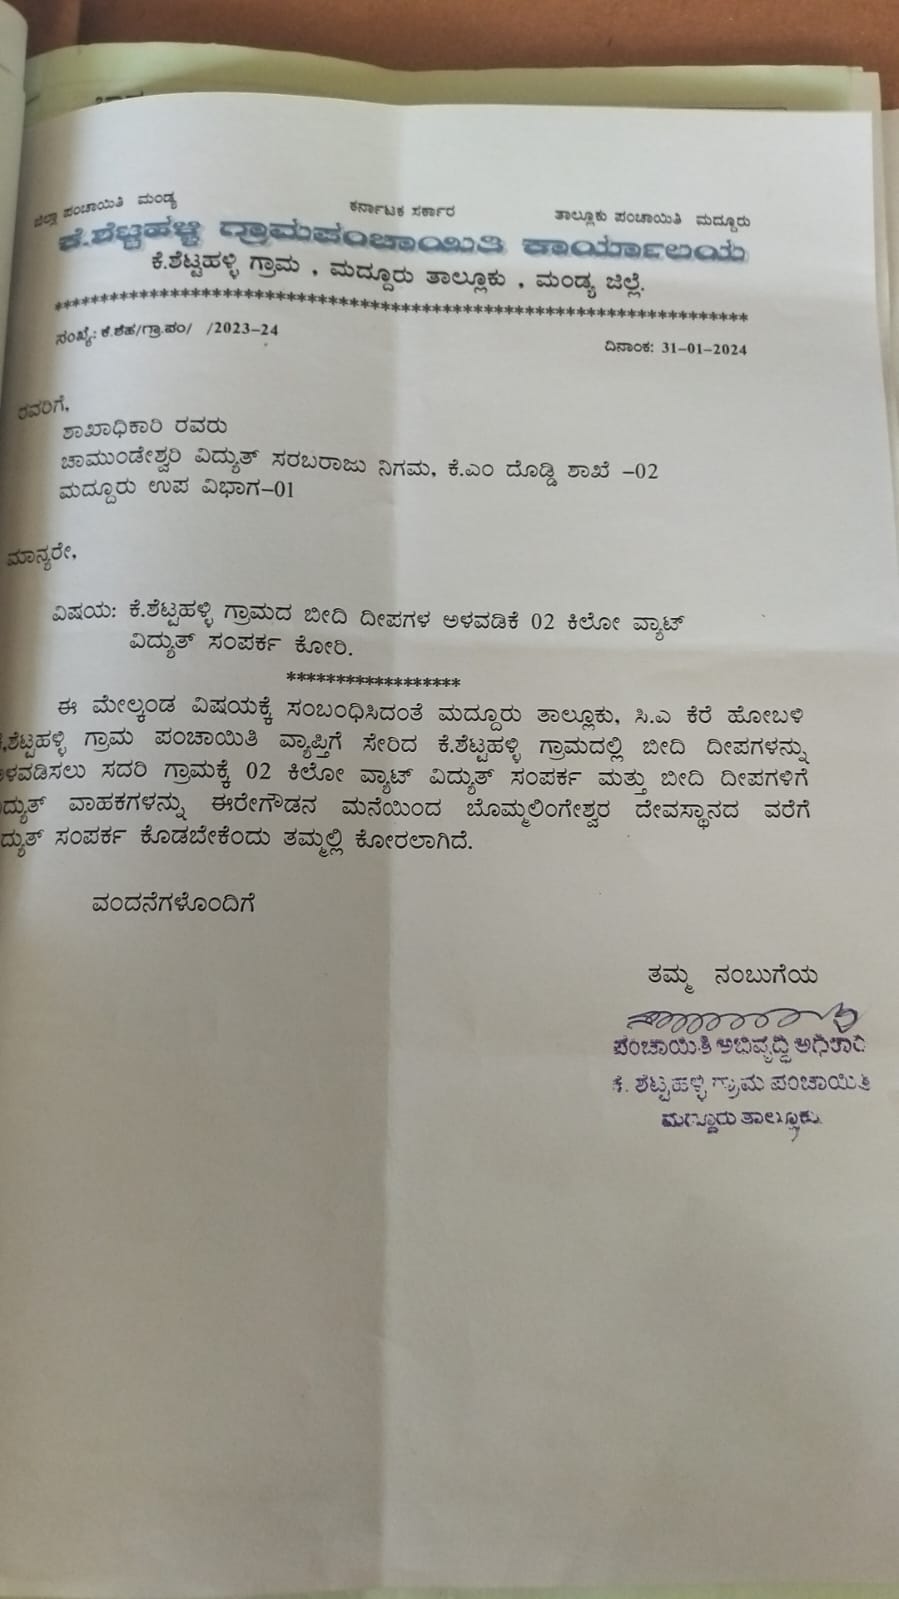 ಜಿಲ್ಲಾ ಪಂಚಾಯಿತಿ ಮಂಡ್ಯ ಕರ್ನಾಟಕ ಸರ್ಕಾರ ತಾಲ್ಲೂಕು ಪಂಚಾಯಿತಿ ಮದ್ದೂರು
ಕೆ.ಶೆಟ್ಟಹಳ್ಳಿ ಗ್ರಾಮಪಂಚಾಯಿತಿ ಕಾರ್ಯಾಲಯ
ಕೆ.ಶೆಟ್ಟಹಳ್ಳಿ ಗ್ರಾಮ , ಮದ್ದೂರು ತಾಲ್ಲೂಕು , ಮಂಡ್ಯ ಜಿಲ್ಲೆ.
ಸಂಖ್ಯೆ: ಕೆ.ಶೆಹ/ಗ್ರಾ.ಪಂ/ /2023-24 ದಿನಾಂಕ: 31-01-2024
ರವರಿಗೆ,
ಶಾಖಾಧಿಕಾರಿ ರವರು
ಚಾಮುಂಡೇಶ್ವರಿ ವಿದ್ಯುತ್ ಸರಬರಾಜು ನಿಗಮ, ಕೆ.ಎಂ ದೊಡ್ಡಿ ಶಾಖೆ -02
ಮದ್ದೂರು ಉಪ ವಿಭಾಗ-01
ಮಾನ್ಯರೇ,
ವಿಷಯ: ಕೆ.ಶೆಟ್ಟಹಳ್ಳಿ ಗ್ರಾಮದ ಬೀದಿ ದೀಪಗಳ ಅಳವಡಿಕೆ 02 ಕಿಲೋ ವ್ಯಾಟ್
ವಿದ್ಯುತ್ ಸಂಪರ್ಕ ಕೋರಿ.
******************
ಈ ಮೇಲ್ಕಂಡ ವಿಷಯಕ್ಕೆ ಸಂಬಂಧಿಸಿದಂತೆ ಮದ್ದೂರು ತಾಲ್ಲೂಕು, ಸಿ.ಎ ಕೆರೆ ಹೋಬಳಿ
ಕೆ.ಶೆಟ್ಟಹಳ್ಳಿ ಗ್ರಾಮ ಪಂಚಾಯಿತಿ ವ್ಯಾಪ್ತಿಗೆ ಸೇರಿದ ಕೆ.ಶೆಟ್ಟಹಳ್ಳಿ ಗ್ರಾಮದಲ್ಲಿ ಬೀದಿ ದೀಪಗಳನ್ನು
ಅಳವಡಿಸಲು ಸದರಿ ಗ್ರಾಮಕ್ಕೆ 02 ಕಿಲೋ ವ್ಯಾಟ್ ವಿದ್ಯುತ್ ಸಂಪರ್ಕ ಮತ್ತು ಬೀದಿ ದೀಪಗಳಿಗೆ
ದ್ಯುತ್ ವಾಹಕಗಳನ್ನು ಈರೇಗೌಡನ ಮನೆಯಿಂದ ಬೊಮ್ಮಲಿಂಗೇಶ್ವರ ದೇವಸ್ಥಾನದ ವರೆಗೆ
ದ್ಯುತ್ ಸಂಪರ್ಕ ಕೊಡಬೇಕೆಂದು ತಮ್ಮಲ್ಲಿ ಕೋರಲಾಗಿದೆ.
ವಂದನೆಗಳೊಂದಿಗೆ
ತಮ್ಮ ನಂಬುಗೆಯ
ಪಂಚಾಯಿತಿ ಅಭಿವೃದ್ಧಿ ಅಧಿಕಾರಿ
ಕೆ. ಶೆಟ್ಟಹಳ್ಳಿ ಗ್ರಾಮ ಪಂಚಾಯಿತಿ
ಮದ್ದೂರು ತಾಲ್ಲೂಕು